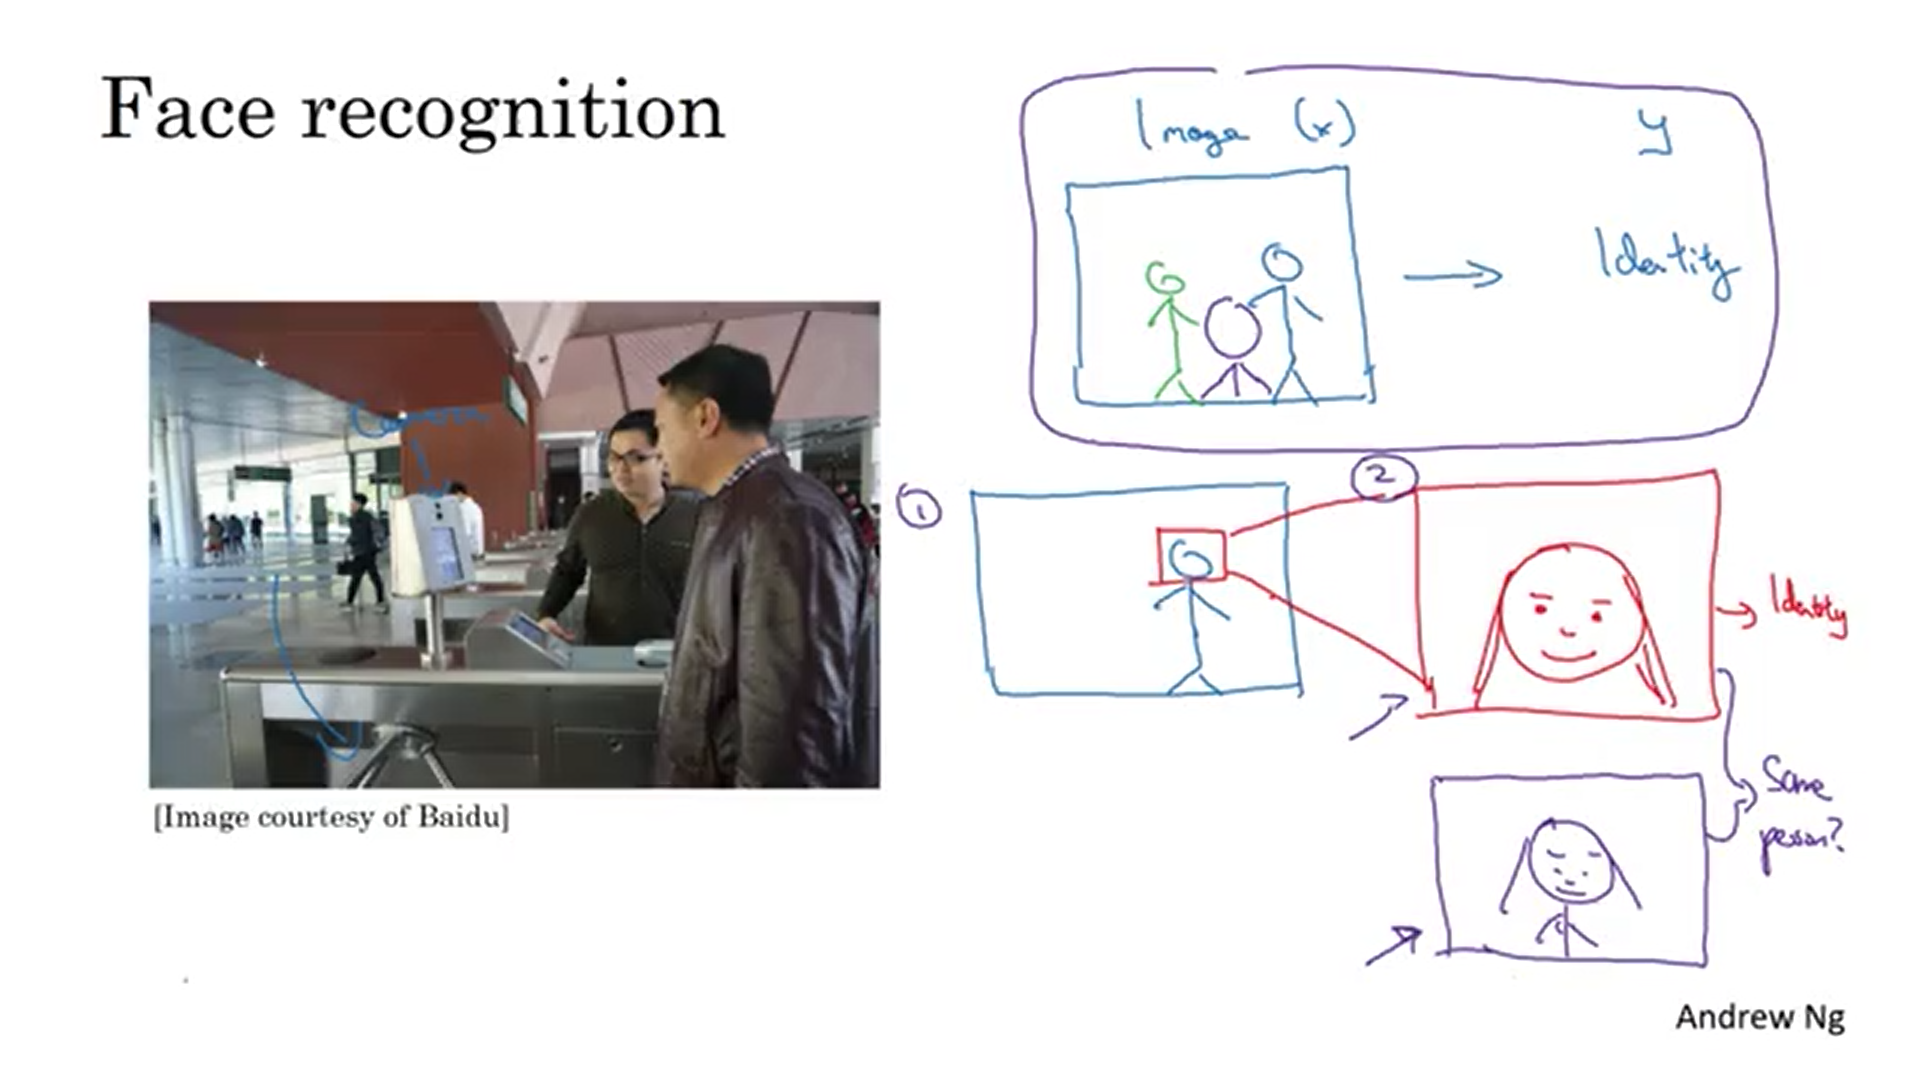 Face recognition
Image (x)
y
Identity
Camera
[Image courtesy of Baidu]
1
2
Identity
Same
person?
Andrew Ng